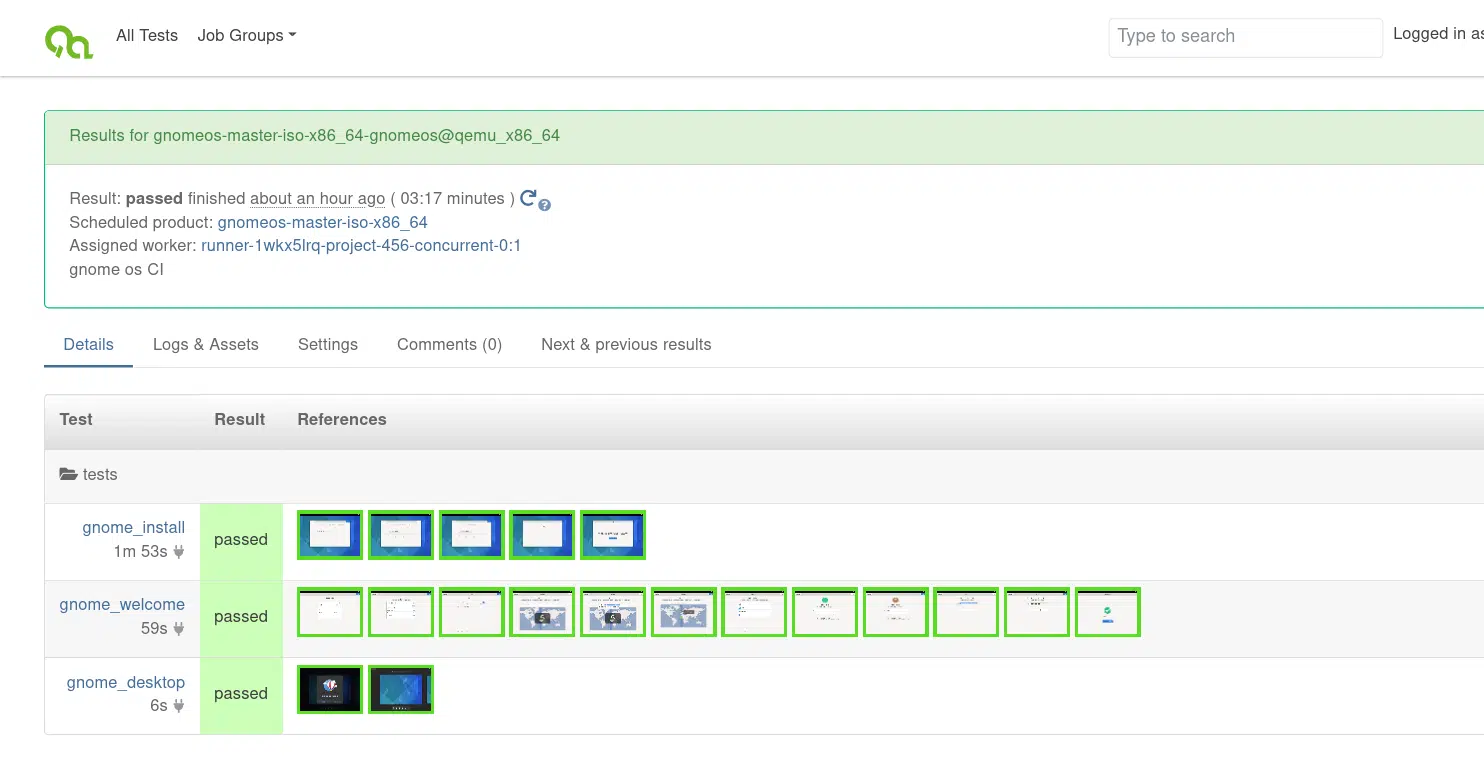 All Tests Job Groups Type to search Logged in as
Results for gnomeos-master-iso-x86_64-gnomeos@qemu_x86_64
Result: passed finished about an hour ago ( 03:17 minutes )
Scheduled product: gnomeos-master-iso-x86_64
Assigned worker: runner-1wkx5lrq-project-456-concurrent-0:1
gnome os CI
Details Logs & Assets Settings Comments (0) Next & previous results
Test Result References
tests
gnome_install
1m 53s
passed
gnome_welcome
59s
passed
gnome_desktop
6s
passed